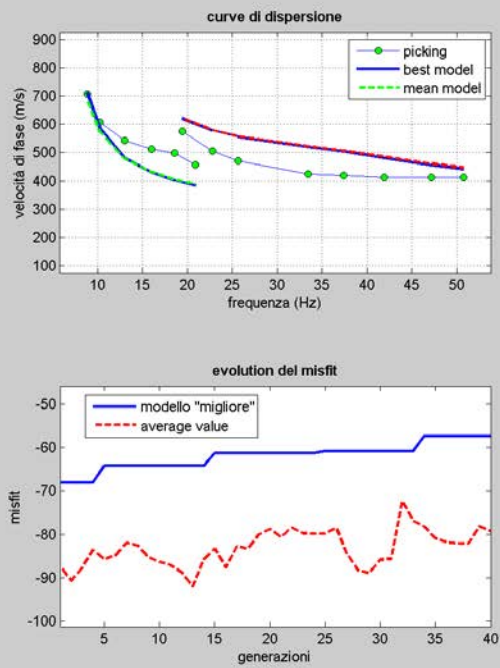 curve di dispersione
900
800
700
600
500
400
300
200
100
velocità di fase (m/s)
picking
best model
mean model
10 15 20 25 30 35 40 45 50
frequenza (Hz)
evolution del misfit
-50
-60
-70
-80
-90
-100
misfit
modello "migliore"
average value
5 10 15 20 25 30 35 40
generazioni